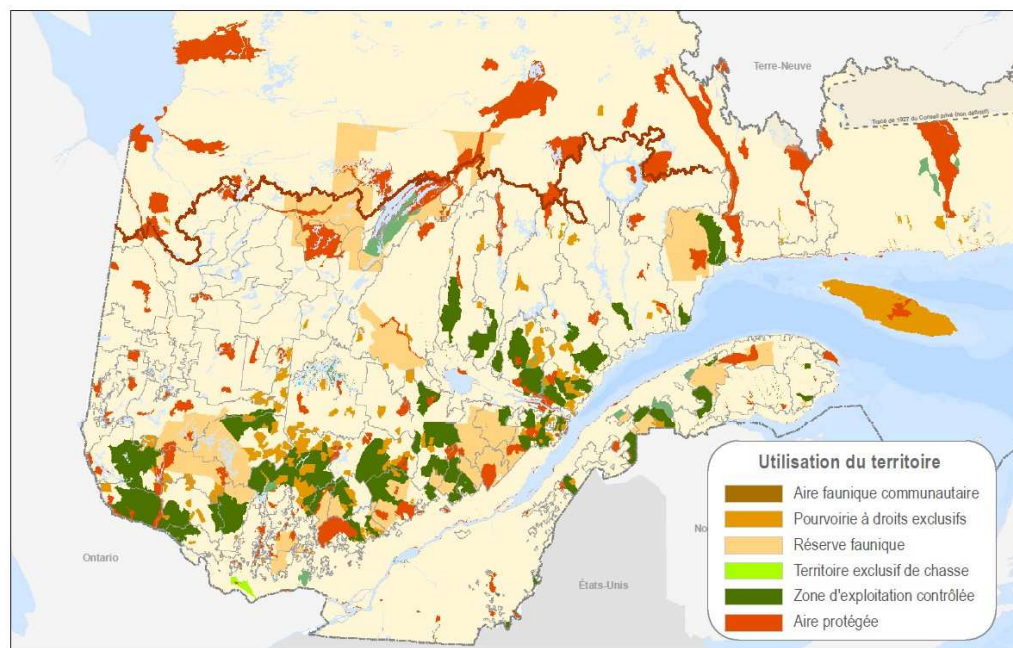 Terre-Neuve
Tracé de 1927 du Conseil privé (non définitif)
Ontario
États-Unis
No
Utilisation du territoire
Aire faunique communautaire
Pourvoirie à droits exclusifs
Réserve faunique
Territoire exclusif de chasse
Zone d'exploitation contrôlée
Aire protégée